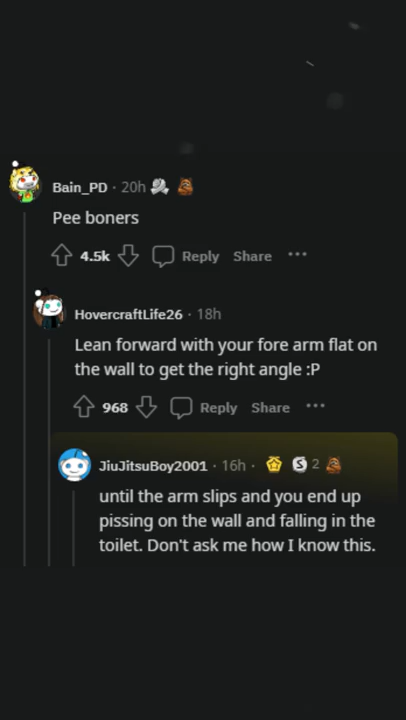 Bain_PD · 20h
Pee boners
4.5k Reply Share ···
HovercraftLife26 · 18h
Lean forward with your fore arm flat on
the wall to get the right angle :P
968 Reply Share ···
JiuJitsuBoy2001 · 16h · S 2
until the arm slips and you end up
pissing on the wall and falling in the
toilet. Don't ask me how I know this.